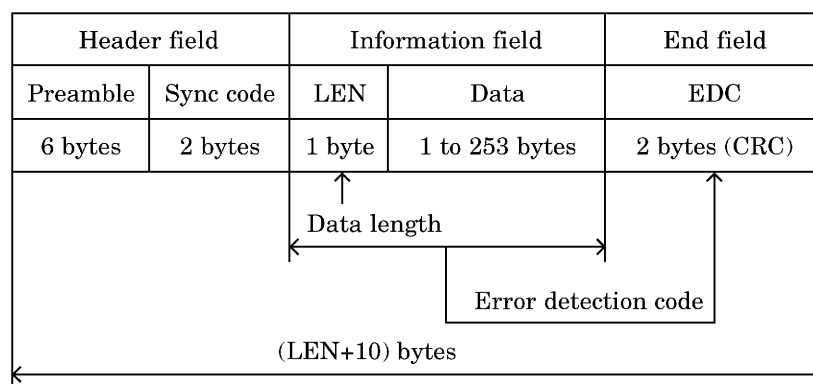 Header field Information field End field
Preamble Sync code LEN Data EDC
6 bytes 2 bytes 1 byte 1 to 253 bytes 2 bytes (CRC)
Data length
Error detection code
(LEN+10) bytes